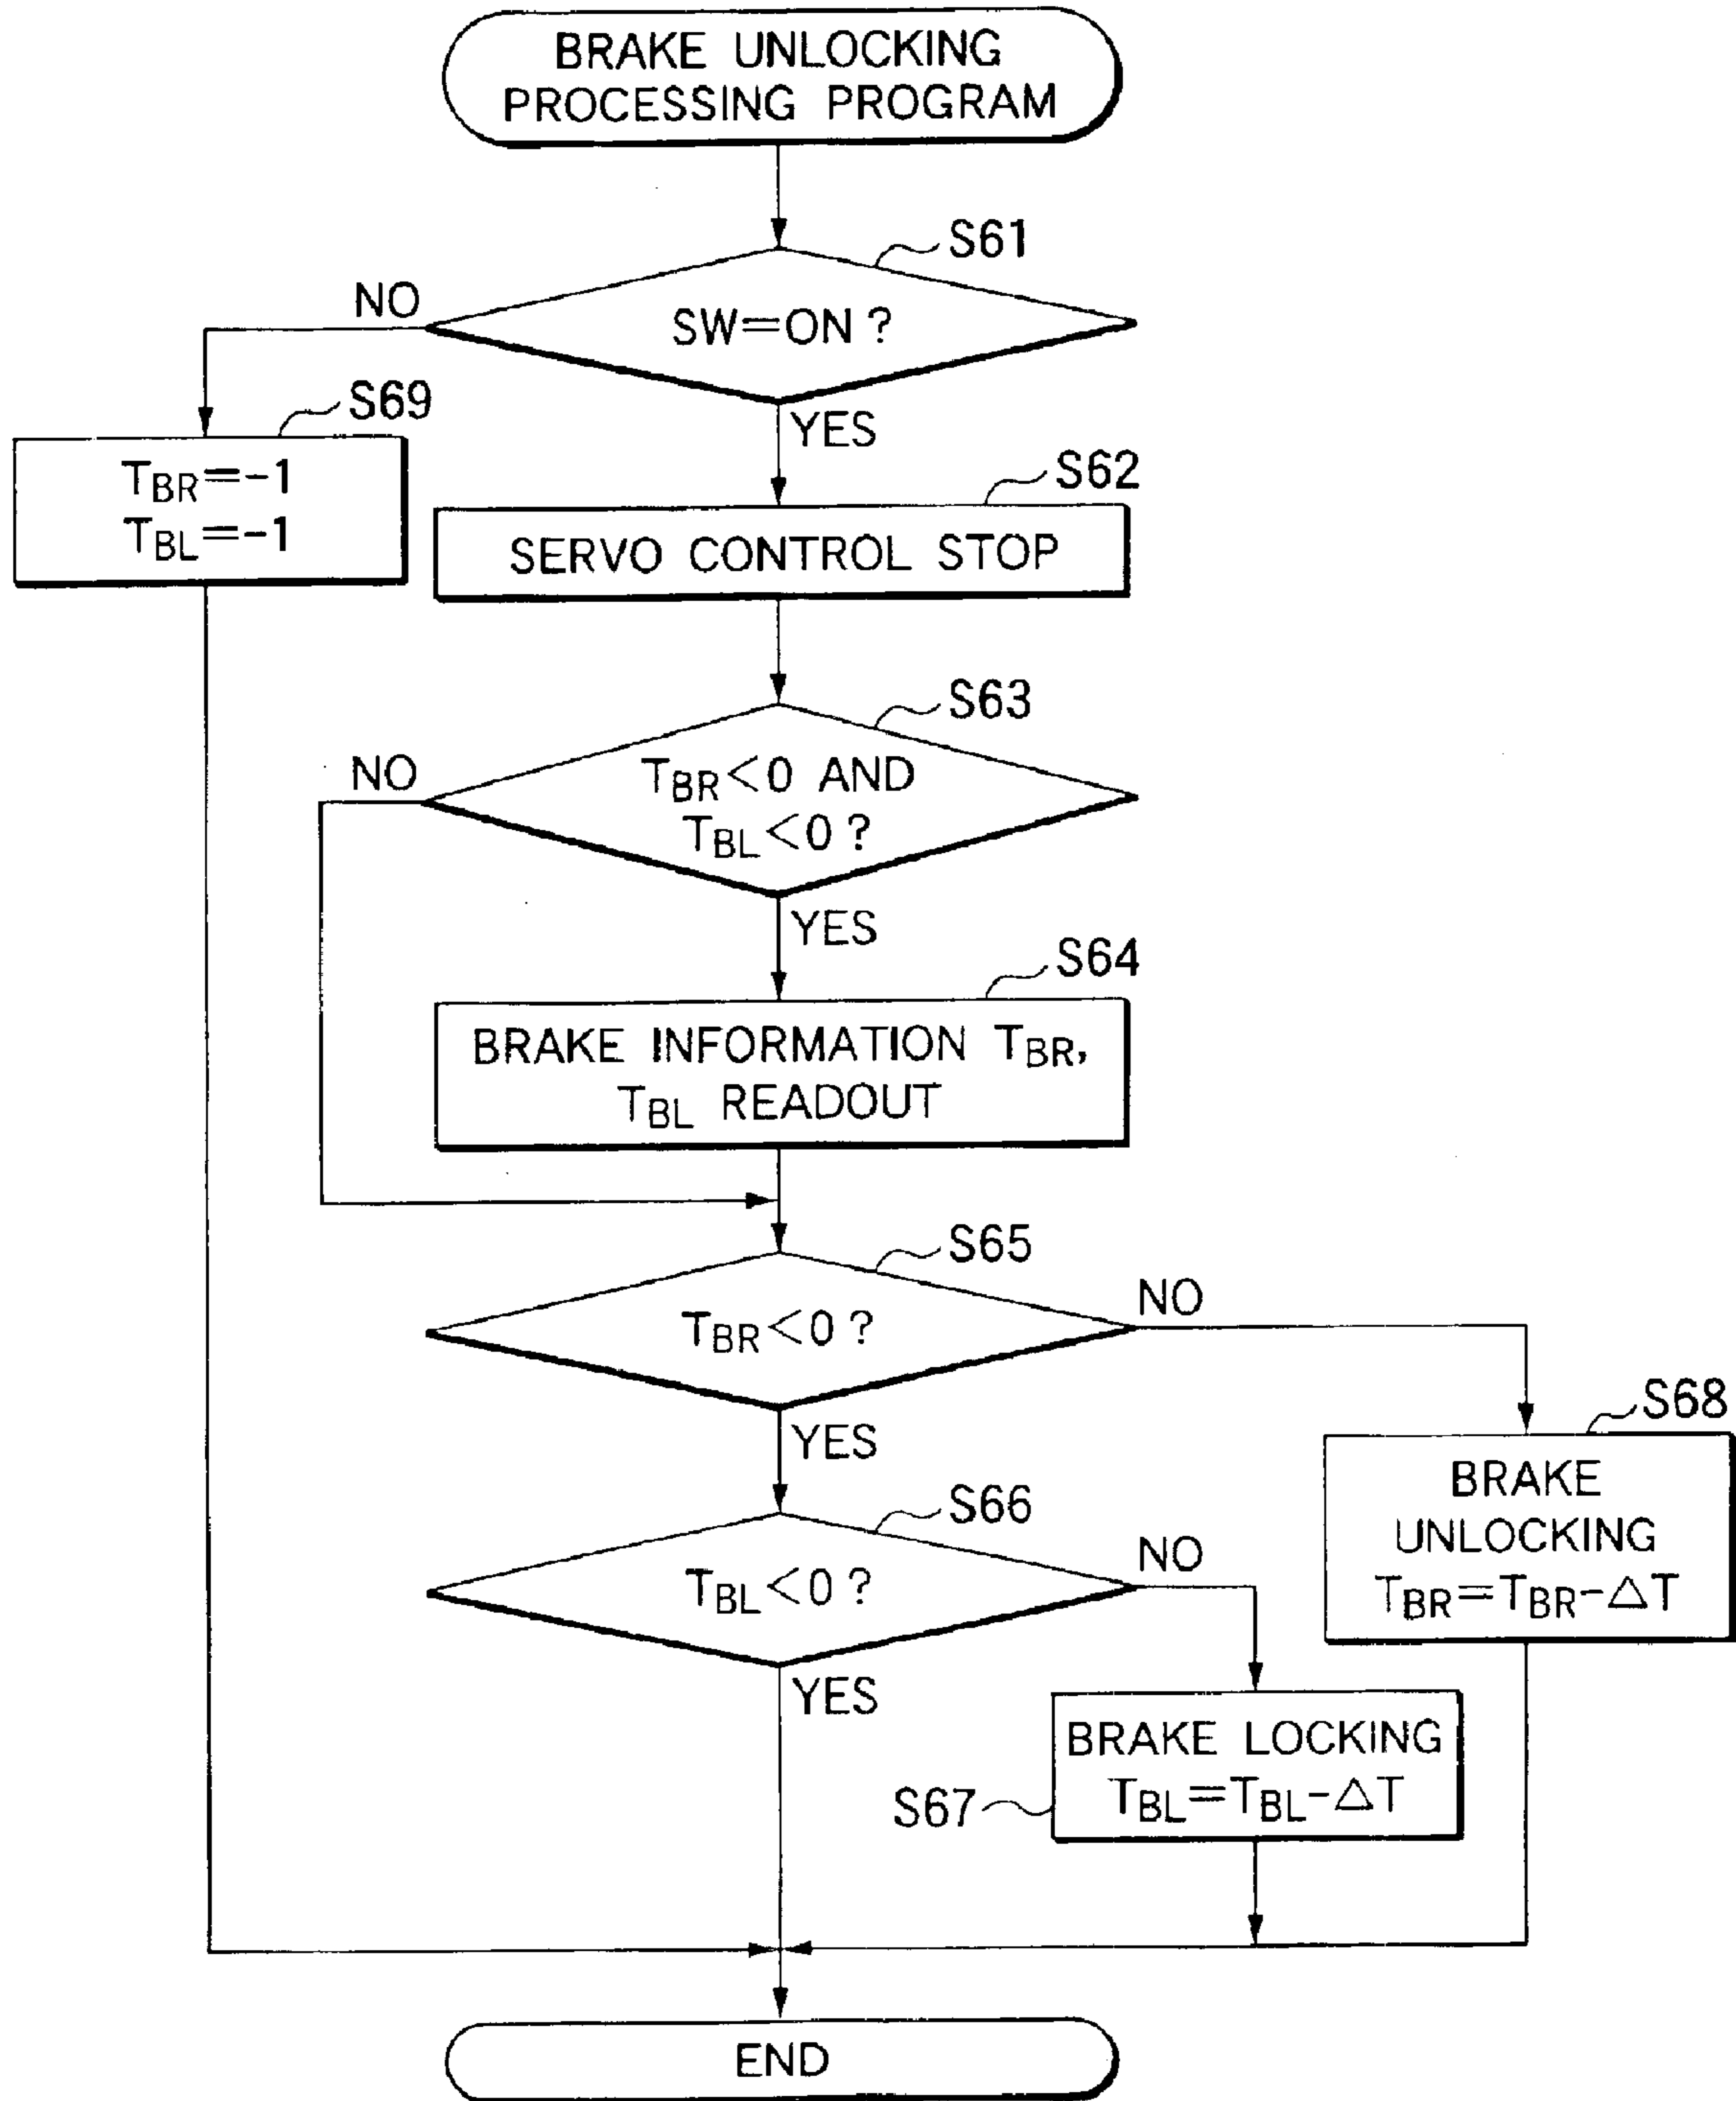 BRAKE UNLOCKING
PROCESSING PROGRAM
S61
SW=ON?
NO
YES
S69
TBR=-1
TBL=-1
S62
SERVO CONTROL STOP
S63
TBR<0 AND
TBL<0?
NO
YES
S64
BRAKE INFORMATION TBR,
TBL READOUT
S65
TBR<0?
NO
YES
S68
BRAKE
UNLOCKING
TBR=TBR-△T
S66
TBL<0?
NO
YES
BRAKE LOCKING
TBL=TBL-△T
S67
END